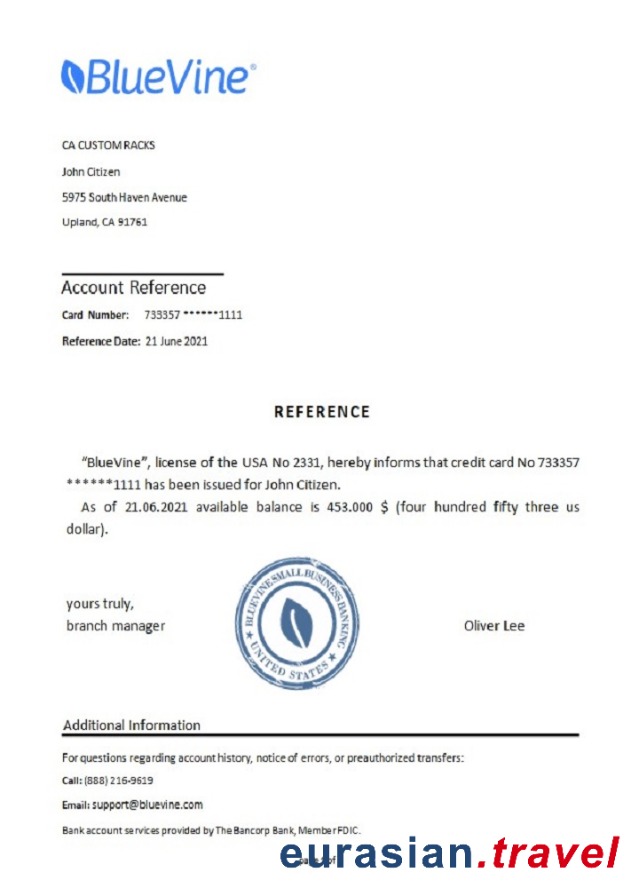 BlueVine®
CA CUSTOM RACKS
John Citizen
5975 South Haven Avenue
Upland, CA 91761
Account Reference
Card Number: 733357 ******1111
Reference Date: 21 June 2021
REFERENCE
"BlueVine", license of the USA No 2331, hereby informs that credit card No 733357
******1111 has been issued for John Citizen.
As of 21.06.2021 available balance is 453.000 $ (four hundred fifty three us
dollar).
BLUEVINE SMALL BUSINESS BANKING
★ UNITED STATES ★
yours truly,
branch manager
Oliver Lee
Additional Information
For questions regarding account history, notice of errors, or preauthorized transfers:
Call: (888) 216-9619
Email: support@bluevine.com
Bank account services provided by The Bancorp Bank, Member FDIC.
eurasian.travel